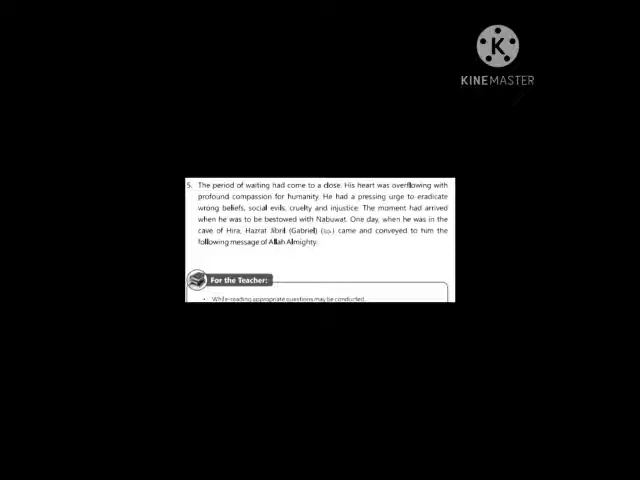 K
KINEMASTER
5. The period of waiting had come to a close. His heart was overflowing with
profound compassion for humanity. He had a pressing urge to eradicate
wrong beliefs, social evils, cruelty and injustice. The moment had arrived
when he was to be bestowed with Nabuwat. One day, when he was in the
cave of Hira, Hazrat Jibril (Gabriel) came and conveyed to him the
following message of Allah Almighty.
For the Teacher:
• While-reading appropriate questions may be conducted.